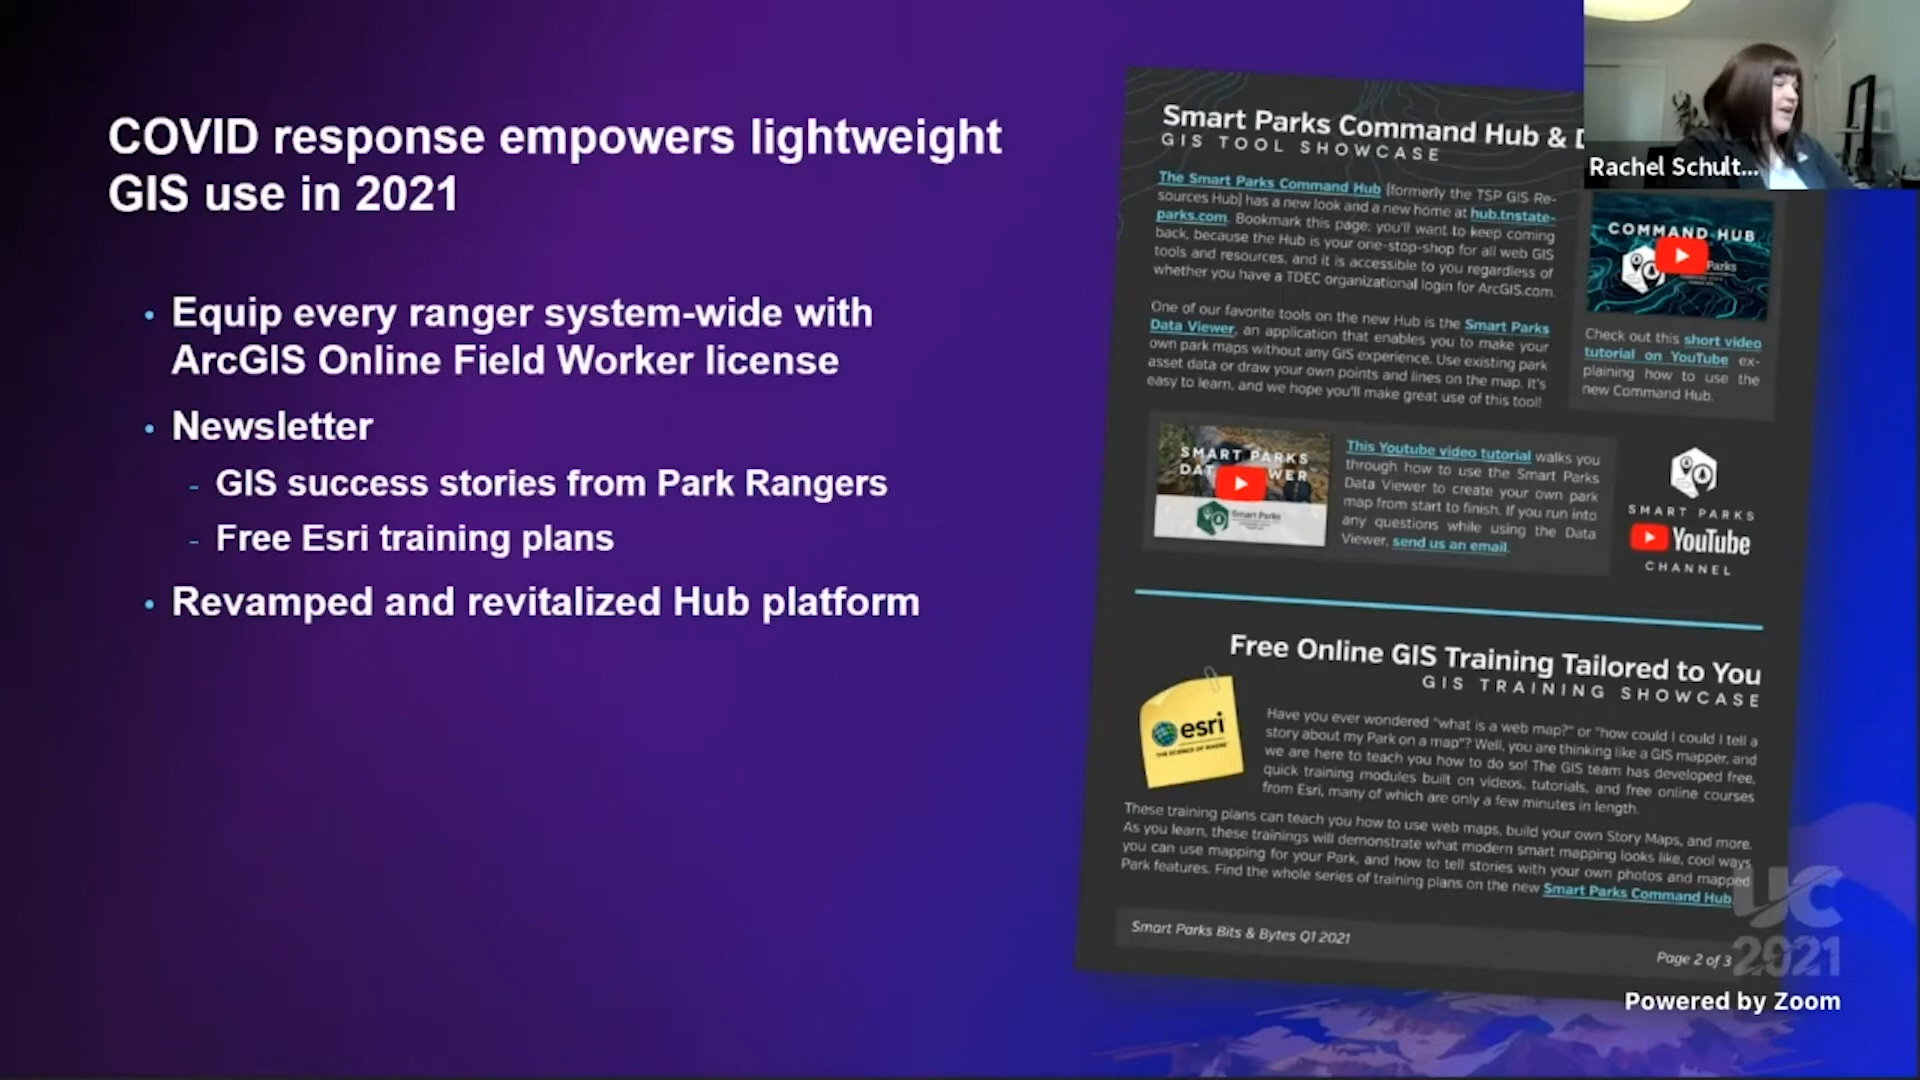 COVID response empowers lightweight
GIS use in 2021
• Equip every ranger system-wide with
ArcGIS Online Field Worker license
• Newsletter
- GIS success stories from Park Rangers
- Free Esri training plans
• Revamped and revitalized Hub platform
Smart Parks Command Hub &
GIS TOOL SHOWCASE
The Smart Parks Command Hub (formerly the TSP GIS Re-
sources Hub) has a new look and a new home at hub.tnstate-
parks.com. Bookmark this page; you'll want to keep coming
back, because the Hub is your one-stop-shop for all web GIS
tools and resources, and it is accessible to you regardless of
whether you have a TDEC organizational login for ArcGIS.com.
One of our favorite tools on the new Hub is the Smart Parks
Data Viewer, an application that enables you to make your
own park maps without any GIS experience. Use existing park
asset data or draw your own points and lines on the map. It's
easy to learn, and we hope you'll make great use of this tool!
Rachel Schult...
COMMAND HUB
Parks
Check out this short video
tutorial on YouTube ex-
plaining how to use the
new Command Hub.
SMART PARKS
Smart Parks
This Youtube video tutorial walks you
through how to use the Smart Parks
Data Viewer to create your own park
map from start to finish. If you run into
any questions while using the Data
Viewer, send us an email.
SMART PARKS
YouTube
CHANNEL
Free Online GIS Training Tailored to You
GIS TRAINING SHOWCASE
esri
THE SCIENCE OF WHERE
Have you ever wondered "what is a web map?" or "how could I could I tell a
story about my Park on a map"? Well, you are thinking like a GIS mapper, and
we are here to teach you how to do so! The GIS team has developed free,
quick training modules built on videos, tutorials, and free online courses
from Esri, many of which are only a few minutes in length.
These training plans can teach you how to use web maps, build your own Story Maps, and more.
As you learn, these trainings will demonstrate what modern smart mapping looks like, cool ways
you can use mapping for your Park, and how to tell stories with your own photos and mapped
Park features. Find the whole series of training plans on the new Smart Parks Command Hub.
Smart Parks Bits & Bytes Q1 2021
Page 2 of 3
UC
2021
Powered by Zoom